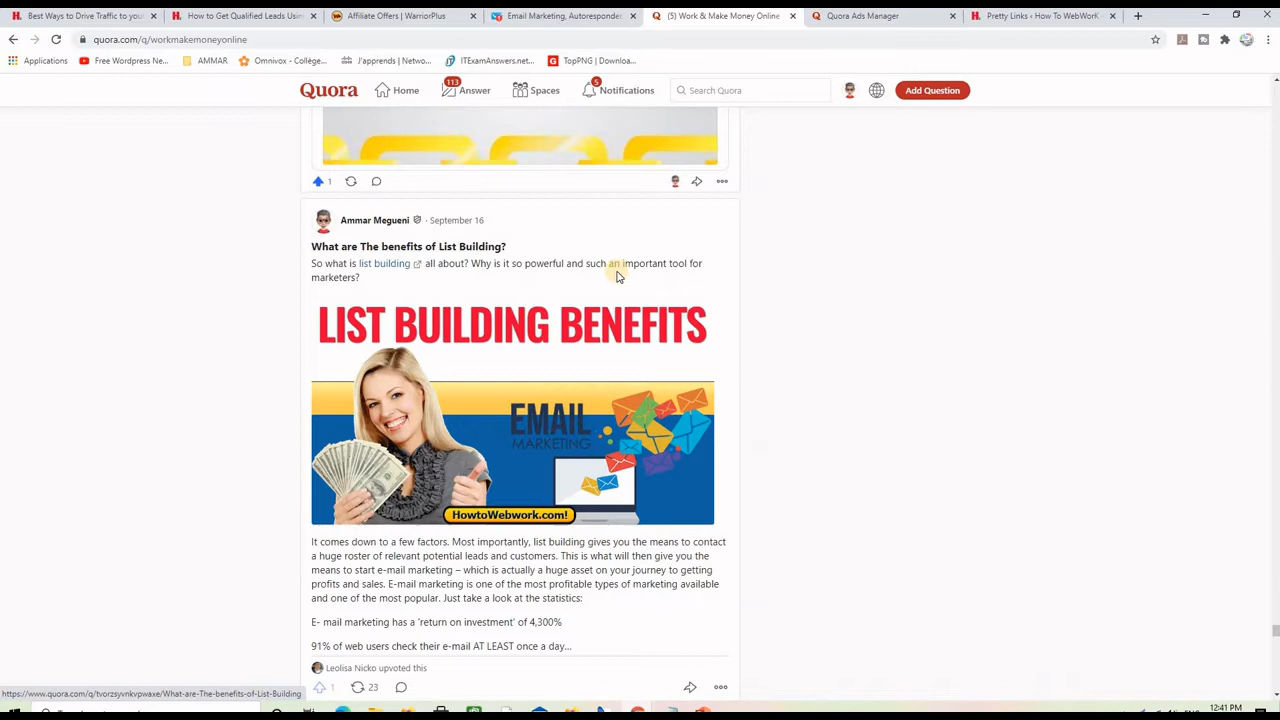 Best Ways to Drive Traffic to your
How to Get Qualified Leads Usin
Affiliate Offers | WarriorPlus
Email Marketing, Autoresponder,
(5) Work & Make Money Online
Quora Ads Manager
Pretty Links ‹ How To WebWorK
quora.com/q/workmakemoneyonline
Applications
Free Wordpress Ne...
AMMAR
Omnivox - Collège...
J'apprends | Netwo...
ITExamAnswers.net...
TopPNG | Downloa...
Quora
Home
113
Answer
Spaces
5
Notifications
Search Quora
Add Question
1
Ammar Megueni · September 16
What are The benefits of List Building?
So what is list building all about? Why is it so powerful and such an important tool for
marketers?
LIST BUILDING BENEFITS
EMAIL
MARKETING
HowtoWebwork.com!
It comes down to a few factors. Most importantly, list building gives you the means to contact
a huge roster of relevant potential leads and customers. This is what will then give you the
means to start e-mail marketing – which is actually a huge asset on your journey to getting
profits and sales. E-mail marketing is one of the most profitable types of marketing available
and one of the most popular. Just take a look at the statistics:
E- mail marketing has a 'return on investment' of 4,300%
91% of web users check their e-mail AT LEAST once a day...
Leolisa Nicko upvoted this
1
23
https://www.quora.com/q/tvorzsyvnkvpwaxe/What-are-The-benefits-of-List-Building
12:41 PM